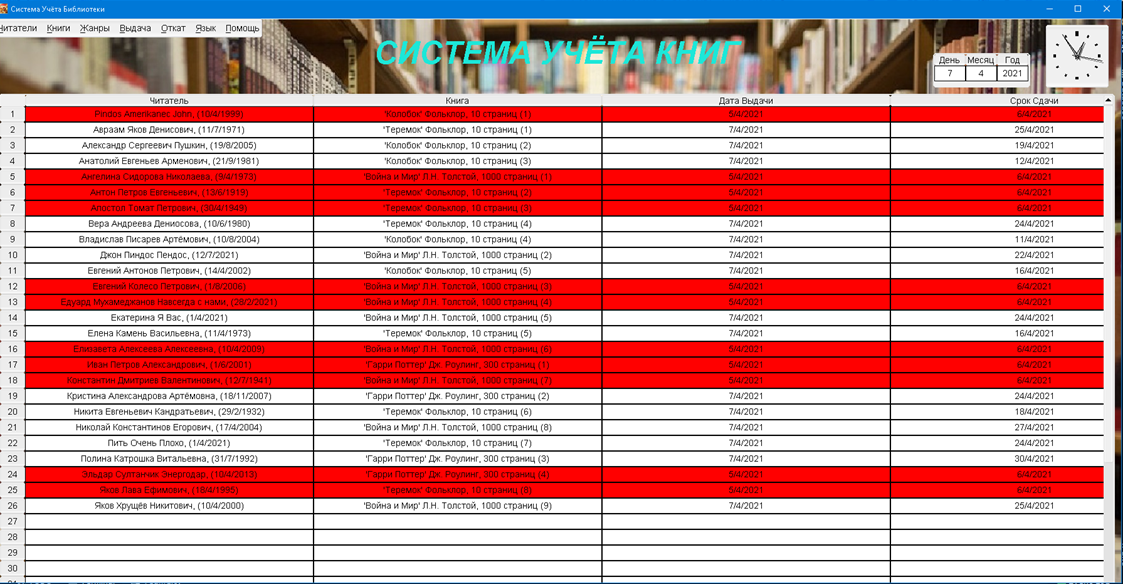 Система Учёта Библиотеки
Читатели Книги Жанры Выдача Откат Язык Помощь
СИСТЕМА УЧЁТА КНИГ
День Месяц Год
7 4 2021
Читатель Книга Дата Выдачи Срок Сдачи
1 Pindos Amerikanec John, (10/4/1999) 'Колобок' Фольклор, 10 страниц (1) 5/4/2021 6/4/2021
2 Авраам Яков Денисович, (11/7/1971) 'Теремок' Фольклор, 10 страниц (1) 7/4/2021 25/4/2021
3 Александр Сергеевич Пушкин, (19/8/2005) 'Колобок' Фольклор, 10 страниц (2) 7/4/2021 19/4/2021
4 Анатолий Евгеньев Арменович, (21/9/1981) 'Колобок' Фольклор, 10 страниц (3) 7/4/2021 12/4/2021
5 Ангелина Сидорова Николаева, (9/4/1973) 'Война и Мир' Л.Н. Толстой, 1000 страниц (1) 5/4/2021 6/4/2021
6 Антон Петров Евгеньевич, (13/6/1919) 'Теремок' Фольклор, 10 страниц (2) 5/4/2021 6/4/2021
7 Апостол Томат Петрович, (30/4/1949) 'Теремок' Фольклор, 10 страниц (3) 5/4/2021 6/4/2021
8 Вера Андреева Дениосова, (10/6/1980) 'Теремок' Фольклор, 10 страниц (4) 7/4/2021 24/4/2021
9 Владислав Писарев Артёмович, (10/8/2004) 'Колобок' Фольклор, 10 страниц (4) 7/4/2021 11/4/2021
10 Джон Пиндос Пендос, (12/7/2021) 'Война и Мир' Л.Н. Толстой, 1000 страниц (2) 7/4/2021 22/4/2021
11 Евгений Антонов Петрович, (14/4/2002) 'Колобок' Фольклор, 10 страниц (5) 7/4/2021 16/4/2021
12 Евгений Колесо Петрович, (1/8/2006) 'Война и Мир' Л.Н. Толстой, 1000 страниц (3) 5/4/2021 6/4/2021
13 Едуард Мухамеджанов Навсегда с нами, (28/2/2021) 'Война и Мир' Л.Н. Толстой, 1000 страниц (4) 5/4/2021 6/4/2021
14 Екатерина Я Вас, (1/4/2021) 'Война и Мир' Л.Н. Толстой, 1000 страниц (5) 7/4/2021 24/4/2021
15 Елена Камень Васильевна, (11/4/1973) 'Теремок' Фольклор, 10 страниц (5) 7/4/2021 16/4/2021
16 Елизавета Алексеева Алексеевна, (10/4/2009) 'Война и Мир' Л.Н. Толстой, 1000 страниц (6) 5/4/2021 6/4/2021
17 Иван Петров Александрович, (1/6/2001) 'Гарри Поттер' Дж. Роулинг, 300 страниц (1) 5/4/2021 6/4/2021
18 Константин Дмитриев Валентинович, (12/7/1941) 'Война и Мир' Л.Н. Толстой, 1000 страниц (7) 5/4/2021 6/4/2021
19 Кристина Александрова Артёмовна, (18/11/2007) 'Гарри Поттер' Дж. Роулинг, 300 страниц (2) 7/4/2021 24/4/2021
20 Никита Евгеньевич Кандратьевич, (29/2/1932) 'Теремок' Фольклор, 10 страниц (6) 7/4/2021 18/4/2021
21 Николай Константинов Егорович, (17/4/2004) 'Война и Мир' Л.Н. Толстой, 1000 страниц (8) 7/4/2021 27/4/2021
22 Пить Очень Плохо, (1/4/2021) 'Теремок' Фольклор, 10 страниц (7) 7/4/2021 24/4/2021
23 Полина Катрошка Витальевна, (31/7/1992) 'Гарри Поттер' Дж. Роулинг, 300 страниц (3) 7/4/2021 30/4/2021
24 Эльдар Султанчик Энергодар, (10/4/2013) 'Гарри Поттер' Дж. Роулинг, 300 страниц (4) 5/4/2021 6/4/2021
25 Яков Лава Ефимович, (18/4/1995) 'Теремок' Фольклор, 10 страниц (8) 5/4/2021 6/4/2021
26 Яков Хрущёв Никитович, (10/4/2000) 'Война и Мир' Л.Н. Толстой, 1000 страниц (9) 7/4/2021 25/4/2021
27
28
29
30